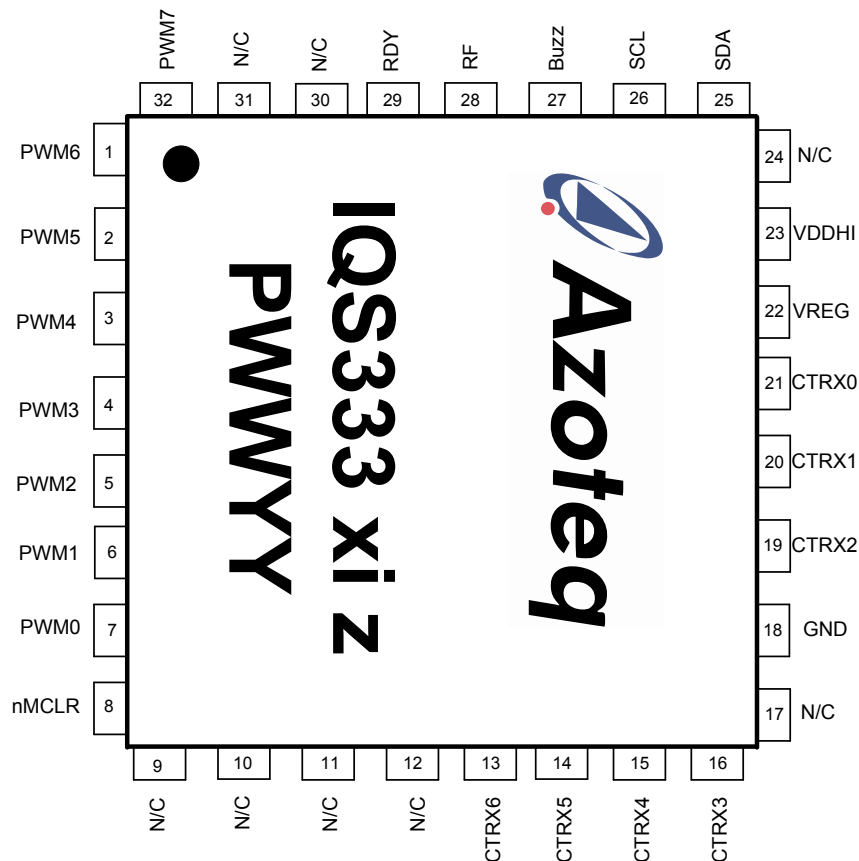 PWM7
N/C
N/C
RDY
RF
Buzz
SCL
SDA
32
31
30
29
28
27
26
25
PWM6 1
PWM5 2
PWM4 3
PWM3 4
PWM2 5
PWM1 6
PWM0 7
nMCLR 8
Azoteq
IQS333 xi z
PWWYY
24 N/C
23 VDDHI
22 VREG
21 CTRX0
20 CTRX1
19 CTRX2
18 GND
17 N/C
9
10
11
12
13
14
15
16
N/C
N/C
N/C
N/C
CTRX6
CTRX5
CTRX4
CTRX3